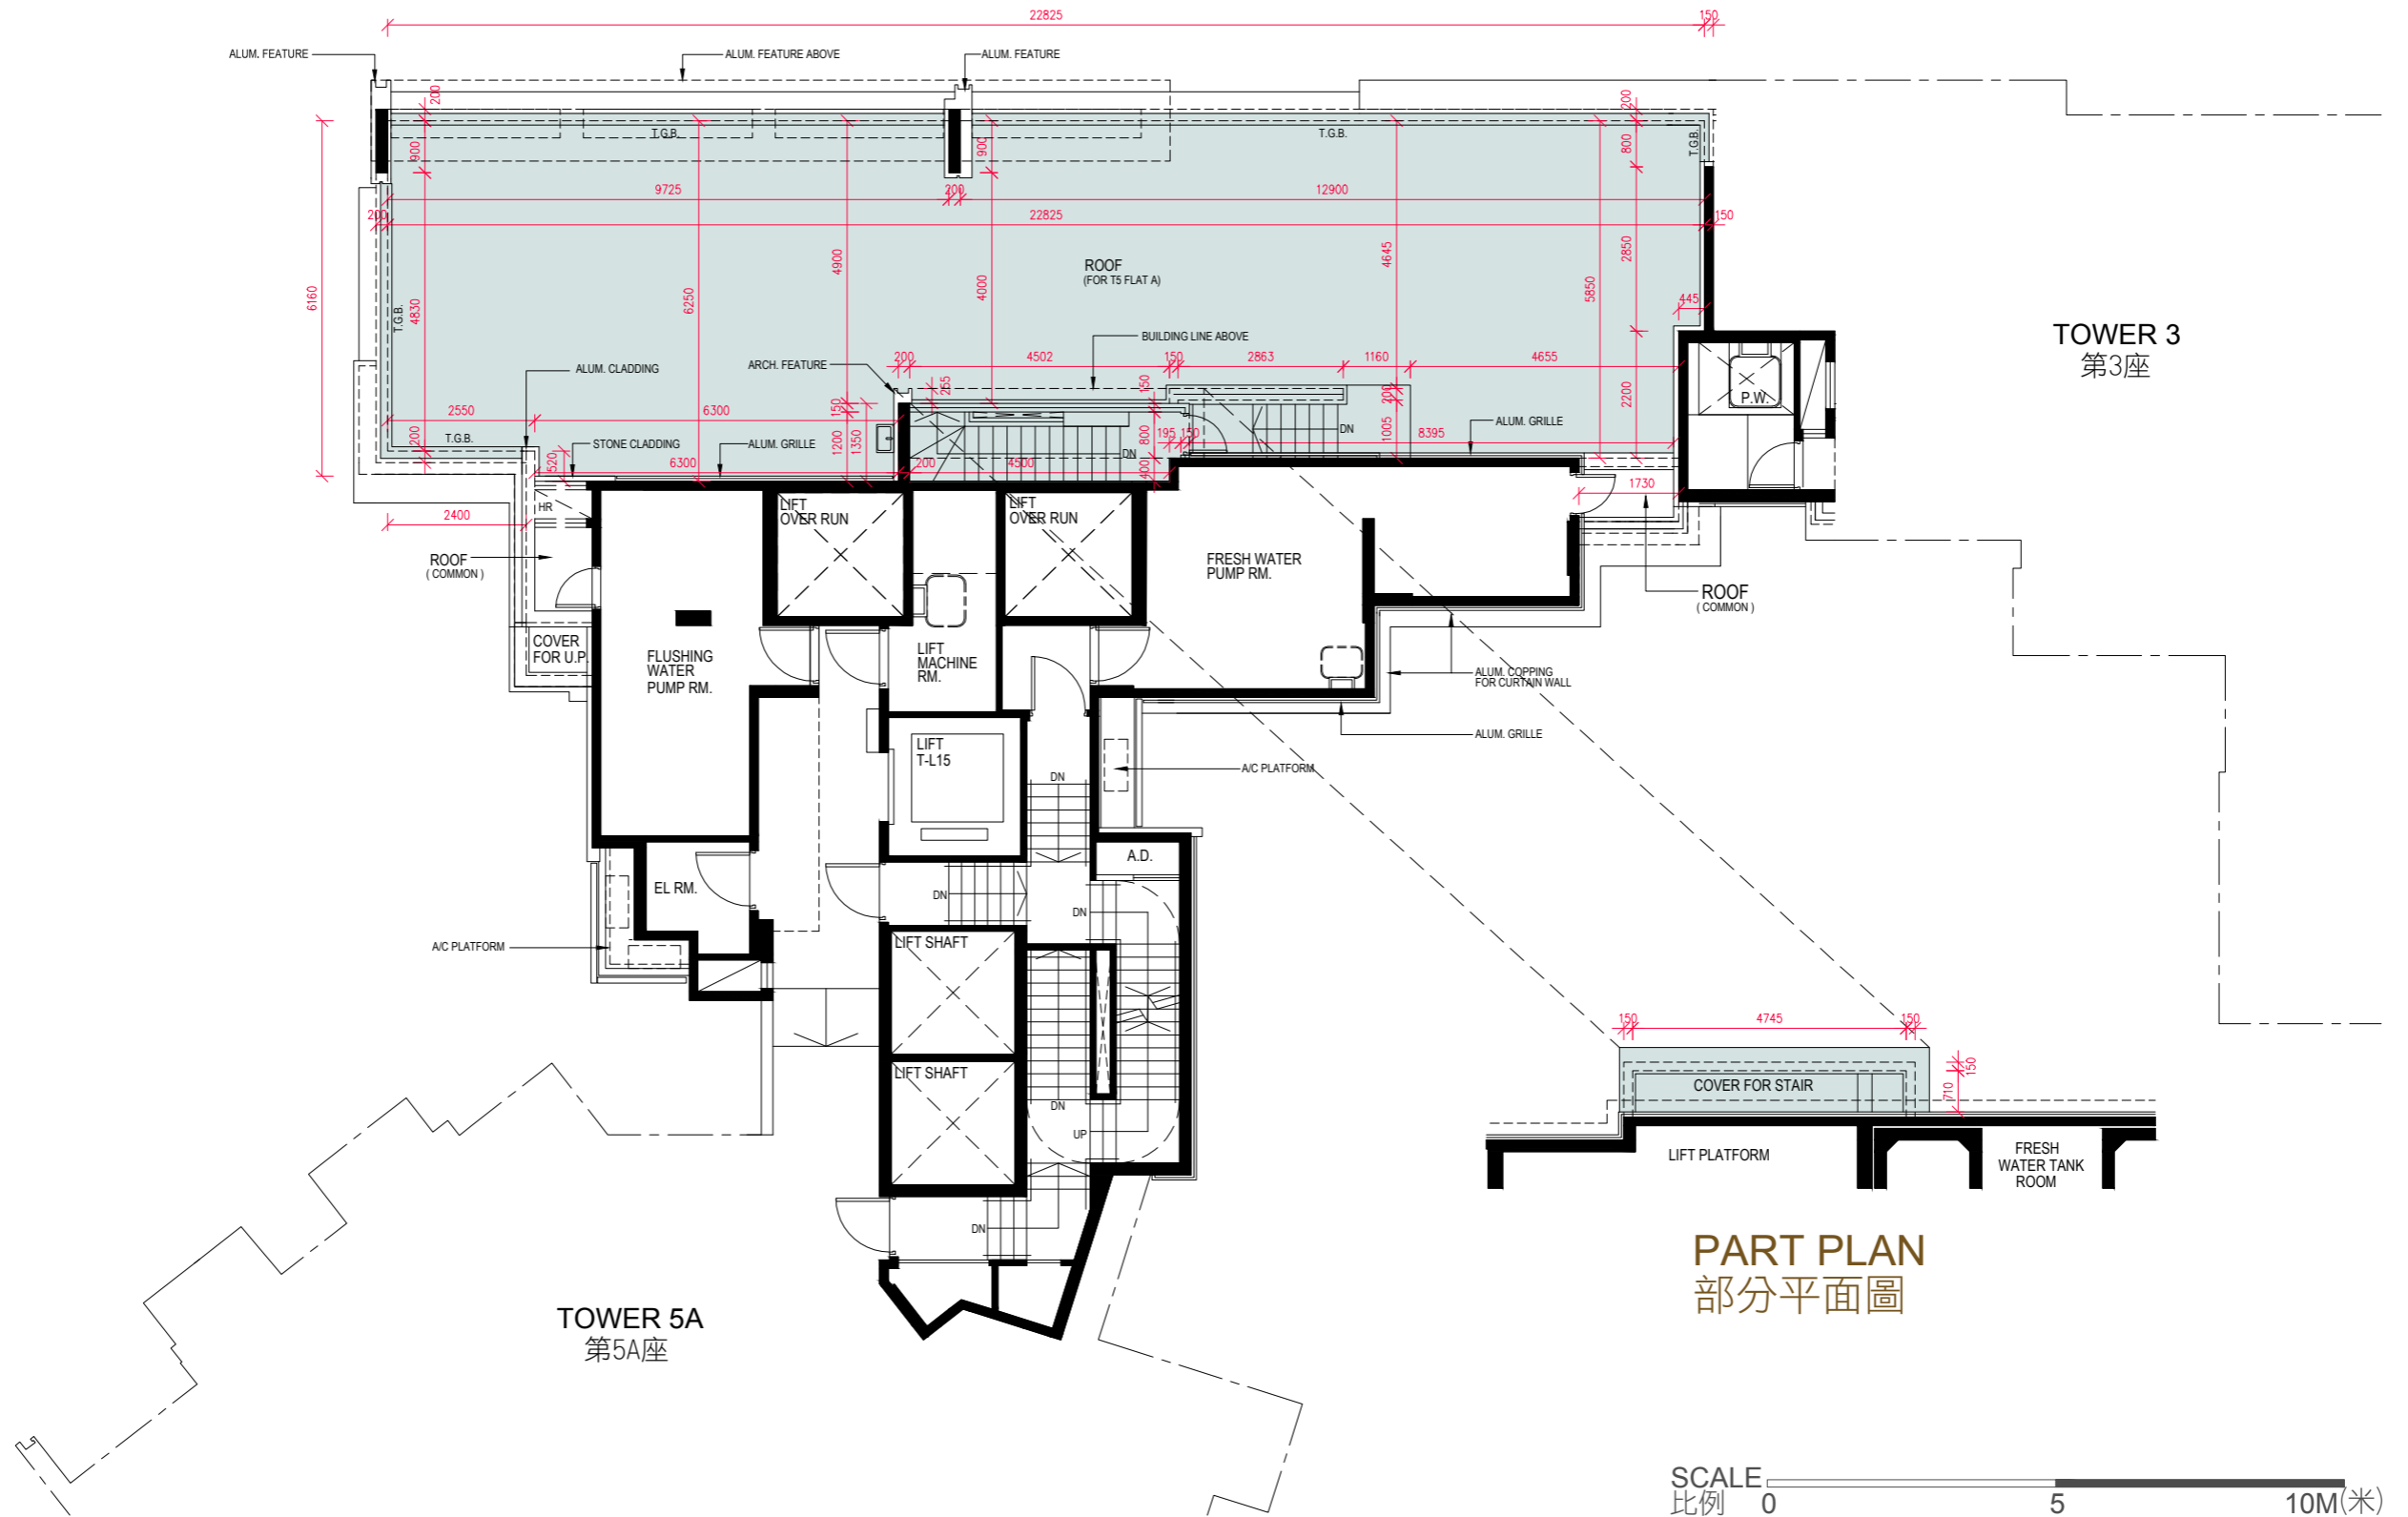 22825
150
ALUM. FEATURE
ALUM. FEATURE ABOVE
ALUM. FEATURE
200
200
T.G.B.
T.G.B.
T.G.B.
900
900
800
9725
200
12900
200
22825
150
6160
4830
T.G.B.
6250
4900
4000
4645
5850
2850
ROOF
(FOR T5 FLAT A)
445
TOWER 3
第3座
BUILDING LINE ABOVE
ARCH. FEATURE
ALUM. CLADDING
200
4502
150
2863
1160
4655
255
150
200
2200
P.W.
2550
6300
150
200
T.G.B.
STONE CLADDING
ALUM. GRILLE
1200
1350
800
195
150
1005
DN
8395
ALUM. GRILLE
520
6300
200
4500
DN
400
1730
HR
2400
LIFT
OVER RUN
LIFT
OVER RUN
ROOF
( COMMON )
FRESH WATER
PUMP RM.
ROOF
( COMMON )
COVER
FOR U.P.
FLUSHING
WATER
PUMP RM.
LIFT
MACHINE
RM.
ALUM. COPPING
FOR CURTAIN WALL
ALUM. GRILLE
LIFT
T-L15
DN
A/C PLATFORM
A.D.
EL RM.
DN
DN
A/C PLATFORM
LIFT SHAFT
LIFT SHAFT
DN
UP
DN
150
4745
150
150
710
COVER FOR STAIR
LIFT PLATFORM
FRESH
WATER TANK
ROOM
PART PLAN
部分平面圖
TOWER 5A
第5A座
SCALE
比例
0
5
10M(米)